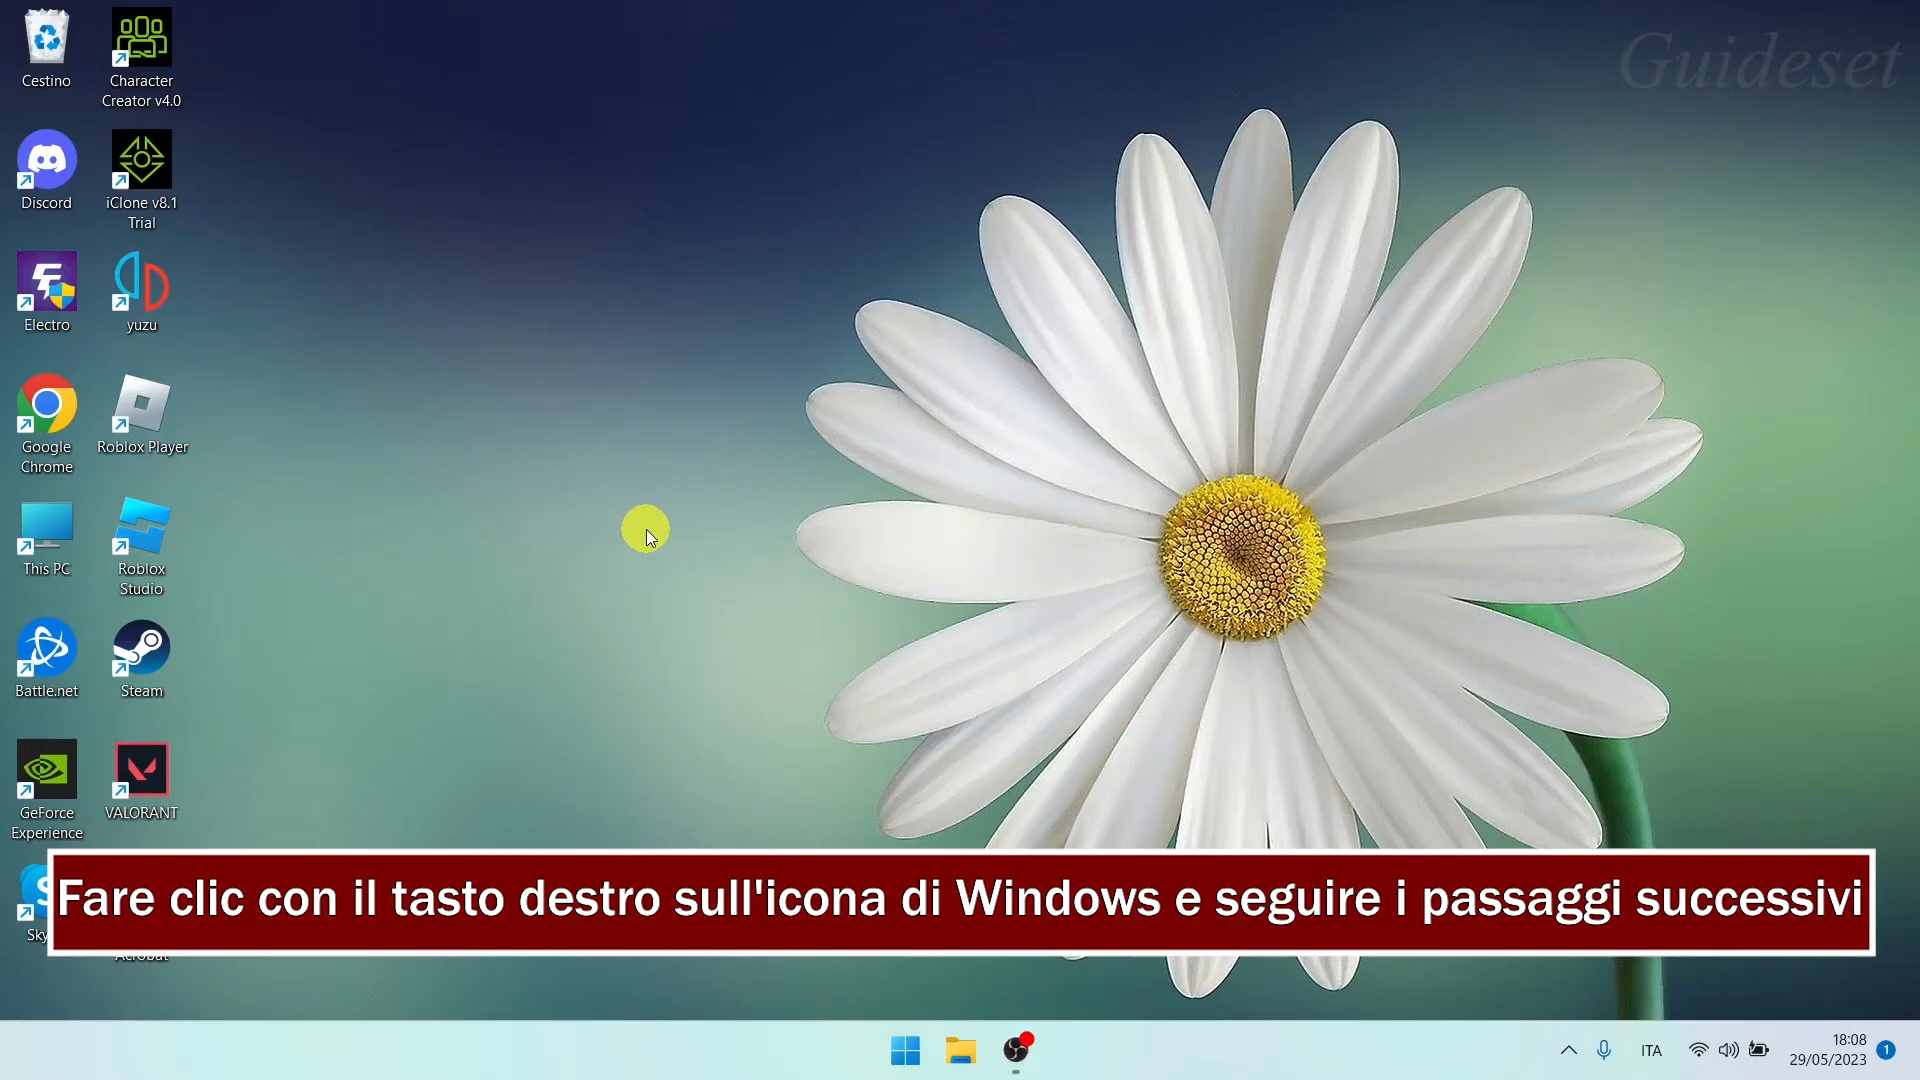 Guideset
Cestino
Character
Creator v4.0
Discord
iClone v8.1
Trial
Electro
yuzu
Google
Chrome
Roblox Player
This PC
Roblox
Studio
Battle.net
Steam
GeForce
Experience
VALORANT
Fare clic con il tasto destro sull'icona di Windows e seguire i passaggi successivi
Sky
Acrobat
ITA
18:08
29/05/2023
1